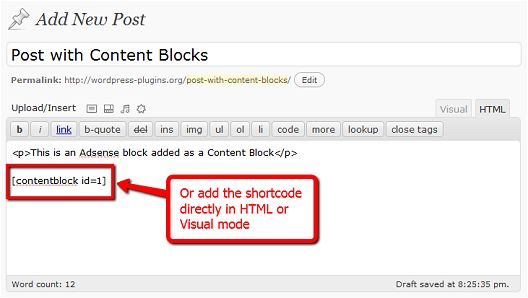 Add New Post
Post with Content Blocks
Permalink: http://wordpress-plugins.org/post-with-content-blocks/ Edit
Upload/Insert Visual HTML
b i link b-quote del ins img ul ol li code more lookup close tags
<p>This is an Adsense block added as a Content Block</p>
[contentblock id=1]
Or add the shortcode
directly in HTML or
Visual mode
Word count: 12 Draft saved at 8:25:35 pm.